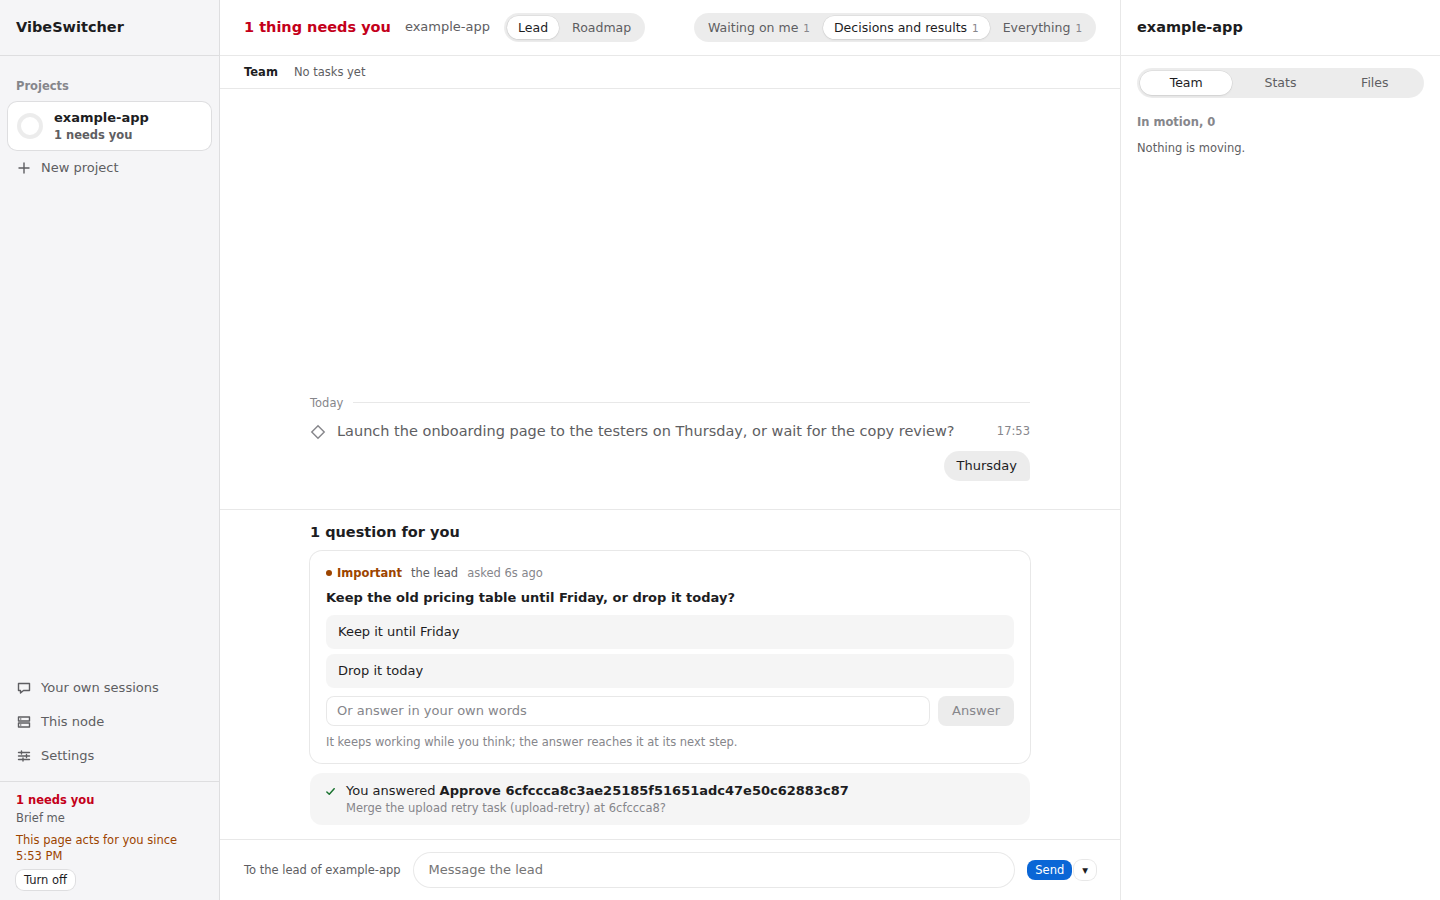 VibeSwitcher
Projects
example-app
1 needs you
New project
Your own sessions
This node
Settings
1 needs you
Brief me
This page acts for you since
5:53 PM
Turn off
1 thing needs you example-app Lead Roadmap Waiting on me 1 Decisions and results 1 Everything 1
Team No tasks yet
Today
Launch the onboarding page to the testers on Thursday, or wait for the copy review? 17:53
Thursday
1 question for you
Important the lead asked 6s ago
Keep the old pricing table until Friday, or drop it today?
Keep it until Friday
Drop it today
Or answer in your own words Answer
It keeps working while you think; the answer reaches it at its next step.
You answered Approve 6cfccca8c3ae25185f51651adc47e50c62883c87
Merge the upload retry task (upload-retry) at 6cfccca8?
To the lead of example-app Message the lead Send
example-app
Team Stats Files
In motion, 0
Nothing is moving.